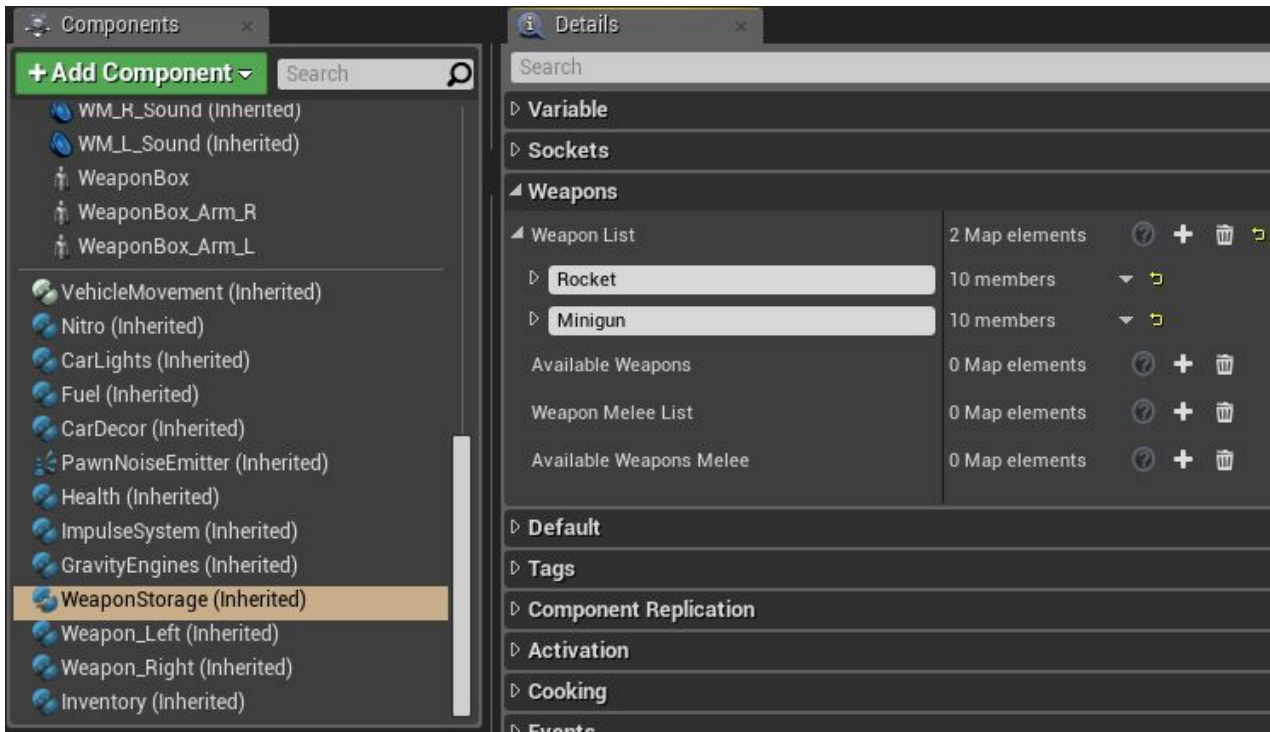 Components
+ Add Component
Search
WM_R_Sound (Inherited)
WM_L_Sound (Inherited)
WeaponBox
WeaponBox_Arm_R
WeaponBox_Arm_L
VehicleMovement (Inherited)
Nitro (Inherited)
CarLights (Inherited)
Fuel (Inherited)
CarDecor (Inherited)
PawnNoiseEmitter (Inherited)
Health (Inherited)
ImpulseSystem (Inherited)
GravityEngines (Inherited)
WeaponStorage (Inherited)
Weapon_Left (Inherited)
Weapon_Right (Inherited)
Inventory (Inherited)
Details
Search
Variable
Sockets
Weapons
Weapon List 2 Map elements
Rocket 10 members
Minigun 10 members
Available Weapons 0 Map elements
Weapon Melee List 0 Map elements
Available Weapons Melee 0 Map elements
Default
Tags
Component Replication
Activation
Cooking
Events